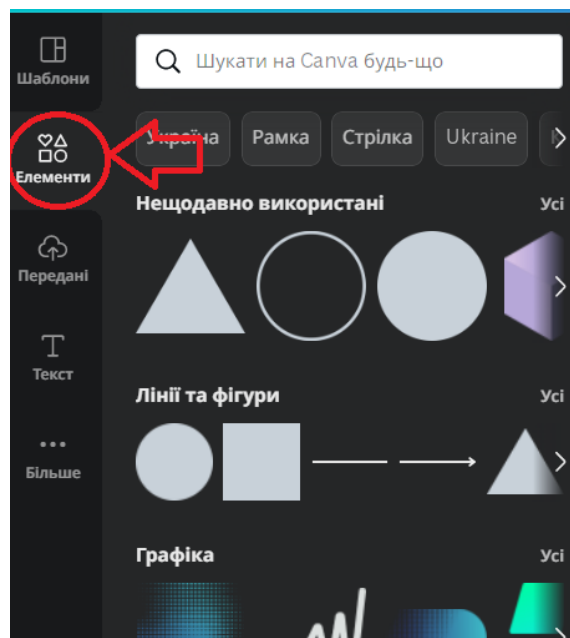 Шаблони
Елементи
Передані
Текст
Більше
Шукати на Canva будь-що
Україна
Рамка
Стрілка
Ukraine
Нещодавно використані
Усі
Лінії та фігури
Усі
Графіка
Усі